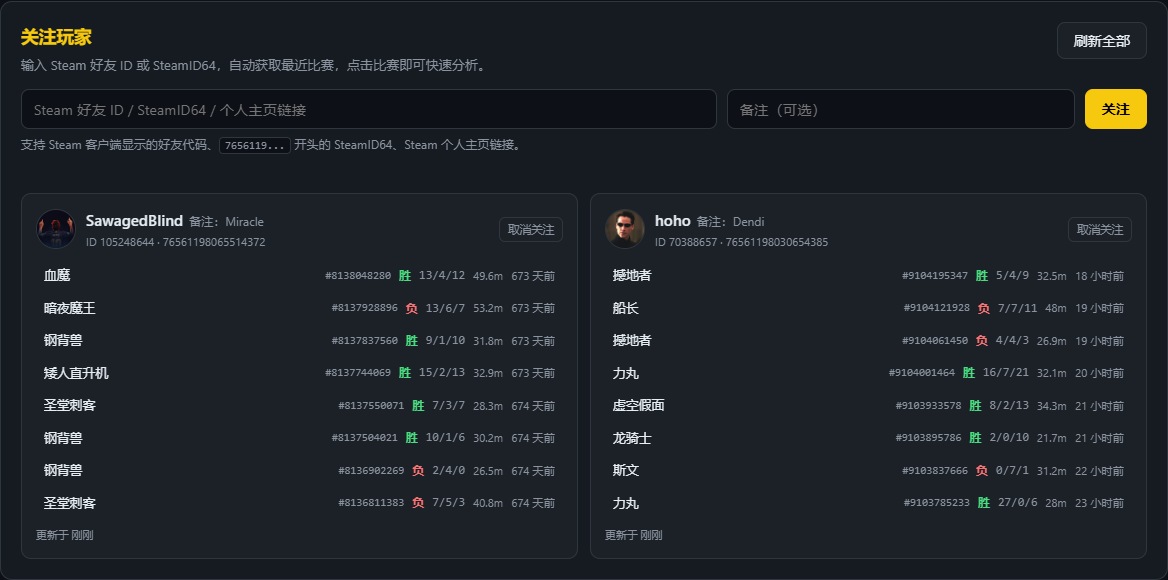 关注玩家
刷新全部
输入 Steam 好友 ID 或 SteamID64，自动获取最近比赛，点击比赛即可快速分析。
Steam 好友 ID / SteamID64 / 个人主页链接
备注（可选）
关注
支持 Steam 客户端显示的好友代码、 7656119... 开头的 SteamID64、Steam 个人主页链接。
SawagedBlind 备注：Miracle
ID 105248644 · 76561198065514372
取消关注
血魔 #8138048280 胜 13/4/12 49.6m 673 天前
暗夜魔王 #8137928896 负 13/6/7 53.2m 673 天前
钢背兽 #8137837560 胜 9/1/10 31.8m 673 天前
矮人直升机 #8137744069 胜 15/2/13 32.9m 673 天前
圣堂刺客 #8137550071 胜 7/3/7 28.3m 674 天前
钢背兽 #8137504021 胜 10/1/6 30.2m 674 天前
钢背兽 #8136902269 负 2/4/0 26.5m 674 天前
圣堂刺客 #8136811383 负 7/5/3 40.8m 674 天前
更新于 刚刚
hoho 备注：Dendi
ID 70388657 · 76561198030654385
取消关注
撼地者 #9104195347 胜 5/4/9 32.5m 18 小时前
船长 #9104121928 负 7/7/11 48m 19 小时前
撼地者 #9104061450 负 4/4/3 26.9m 19 小时前
力丸 #9104001464 胜 16/7/21 32.1m 20 小时前
虚空假面 #9103933578 胜 8/2/13 34.3m 21 小时前
龙骑士 #9103895786 胜 2/0/10 21.7m 21 小时前
斯文 #9103837666 负 0/7/1 31.2m 22 小时前
力丸 #9103785233 胜 27/0/6 28m 23 小时前
更新于 刚刚